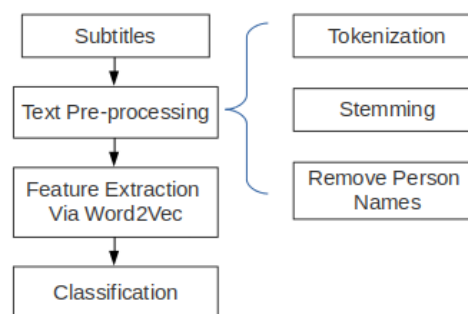 Subtitles
Text Pre-processing
Feature Extraction
Via Word2Vec
Classification
Tokenization
Stemming
Remove Person
Names